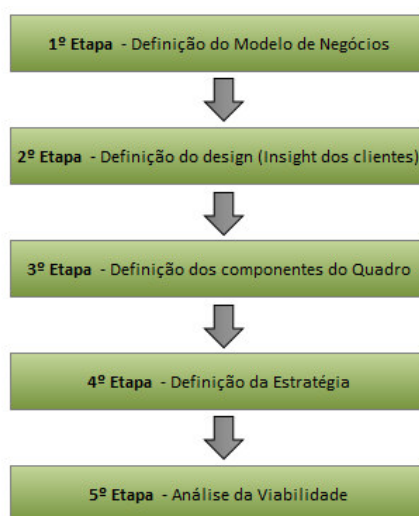 1º Etapa - Definição do Modelo de Negócios
2º Etapa - Definição do design (Insight dos clientes)
3º Etapa - Definição dos componentes do Quadro
4º Etapa - Definição da Estratégia
5º Etapa - Análise da Viabilidade